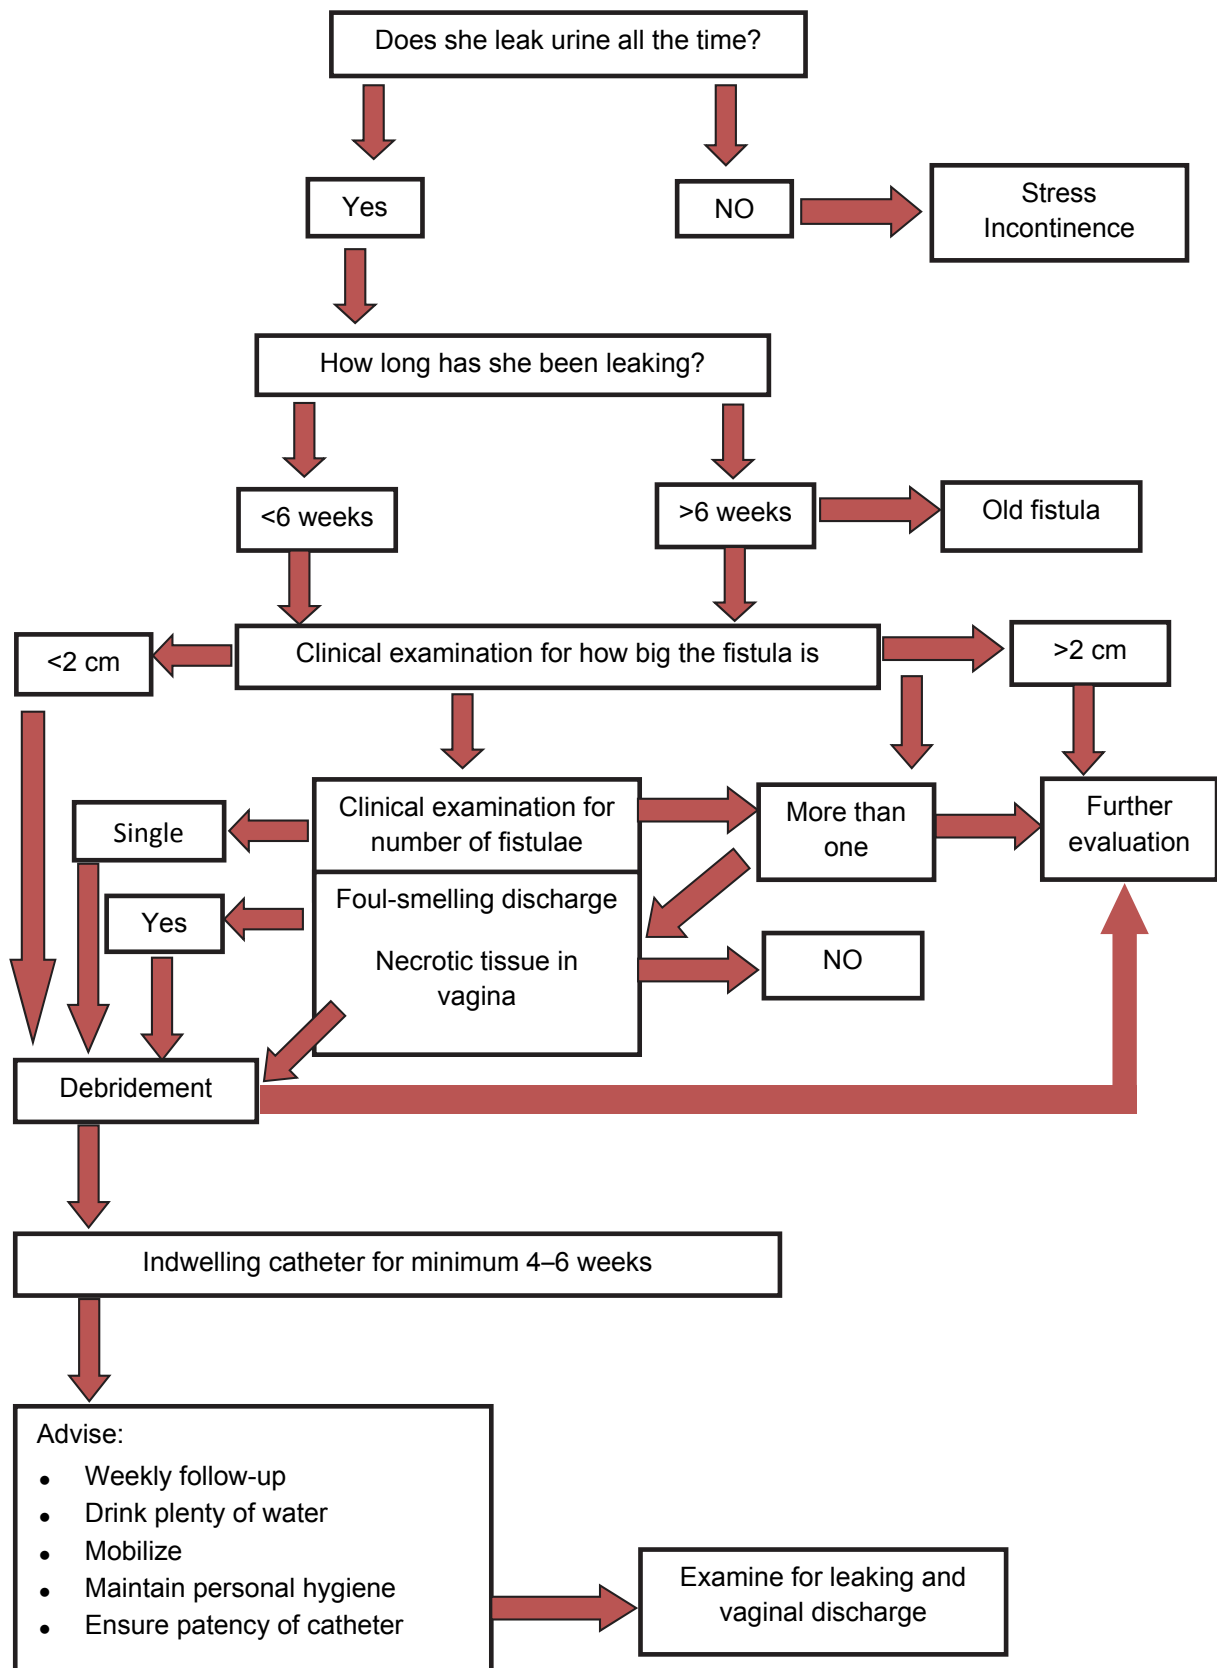 Does she leak urine all the time?
Yes
NO
Stress
Incontinence
How long has she been leaking?
<6 weeks
>6 weeks
Old fistula
<2 cm
Clinical examination for how big the fistula is
>2 cm
Single
Clinical examination for
number of fistulae
More than
one
Further
evaluation
Yes
Foul-smelling discharge
Necrotic tissue in
vagina
NO
Debridement
Indwelling catheter for minimum 4–6 weeks
Advise:
• Weekly follow-up
• Drink plenty of water
• Mobilize
• Maintain personal hygiene
• Ensure patency of catheter
Examine for leaking and
vaginal discharge